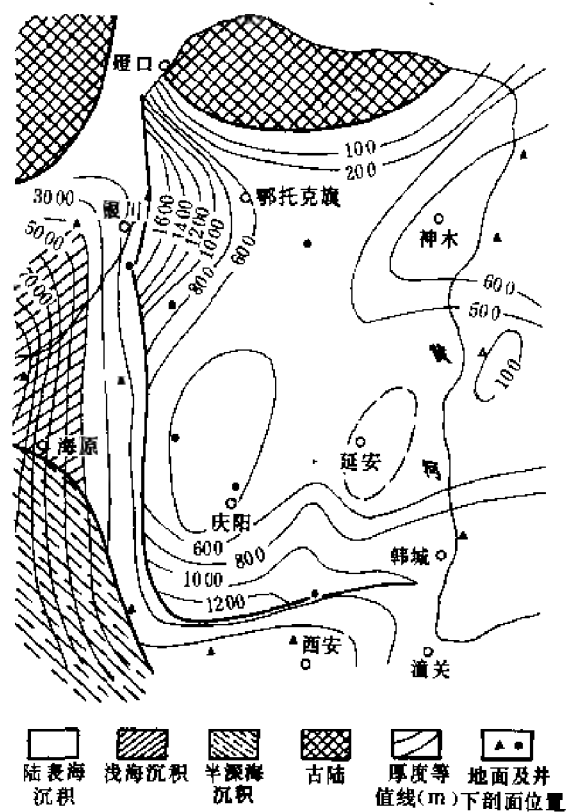 磴口
100
200
鄂托克旗
3000
银川
1600
1400
1200
1000
800
600
神木
5000
7000
600
500
黄
100
海原
延安
河
庆阳
600
800
韩城
1000
1200
西安
潼关
陆表海 浅海沉积 半深海 古陆 厚度等 地面及井
沉积 沉积 值线(m) 下剖面位置